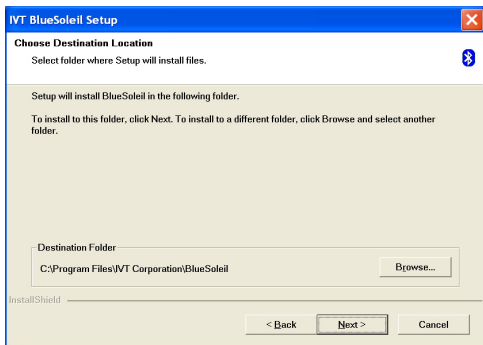 IVT BlueSoleil Setup
Choose Destination Location
Select folder where Setup will install files.
Setup will install BlueSoleil in the following folder.
To install to this folder, click Next. To install to a different folder, click Browse and select another
folder.
Destination Folder
C:\Program Files\IVT Corporation\BlueSoleil
Browse...
InstallShield
< Back
Next >
Cancel